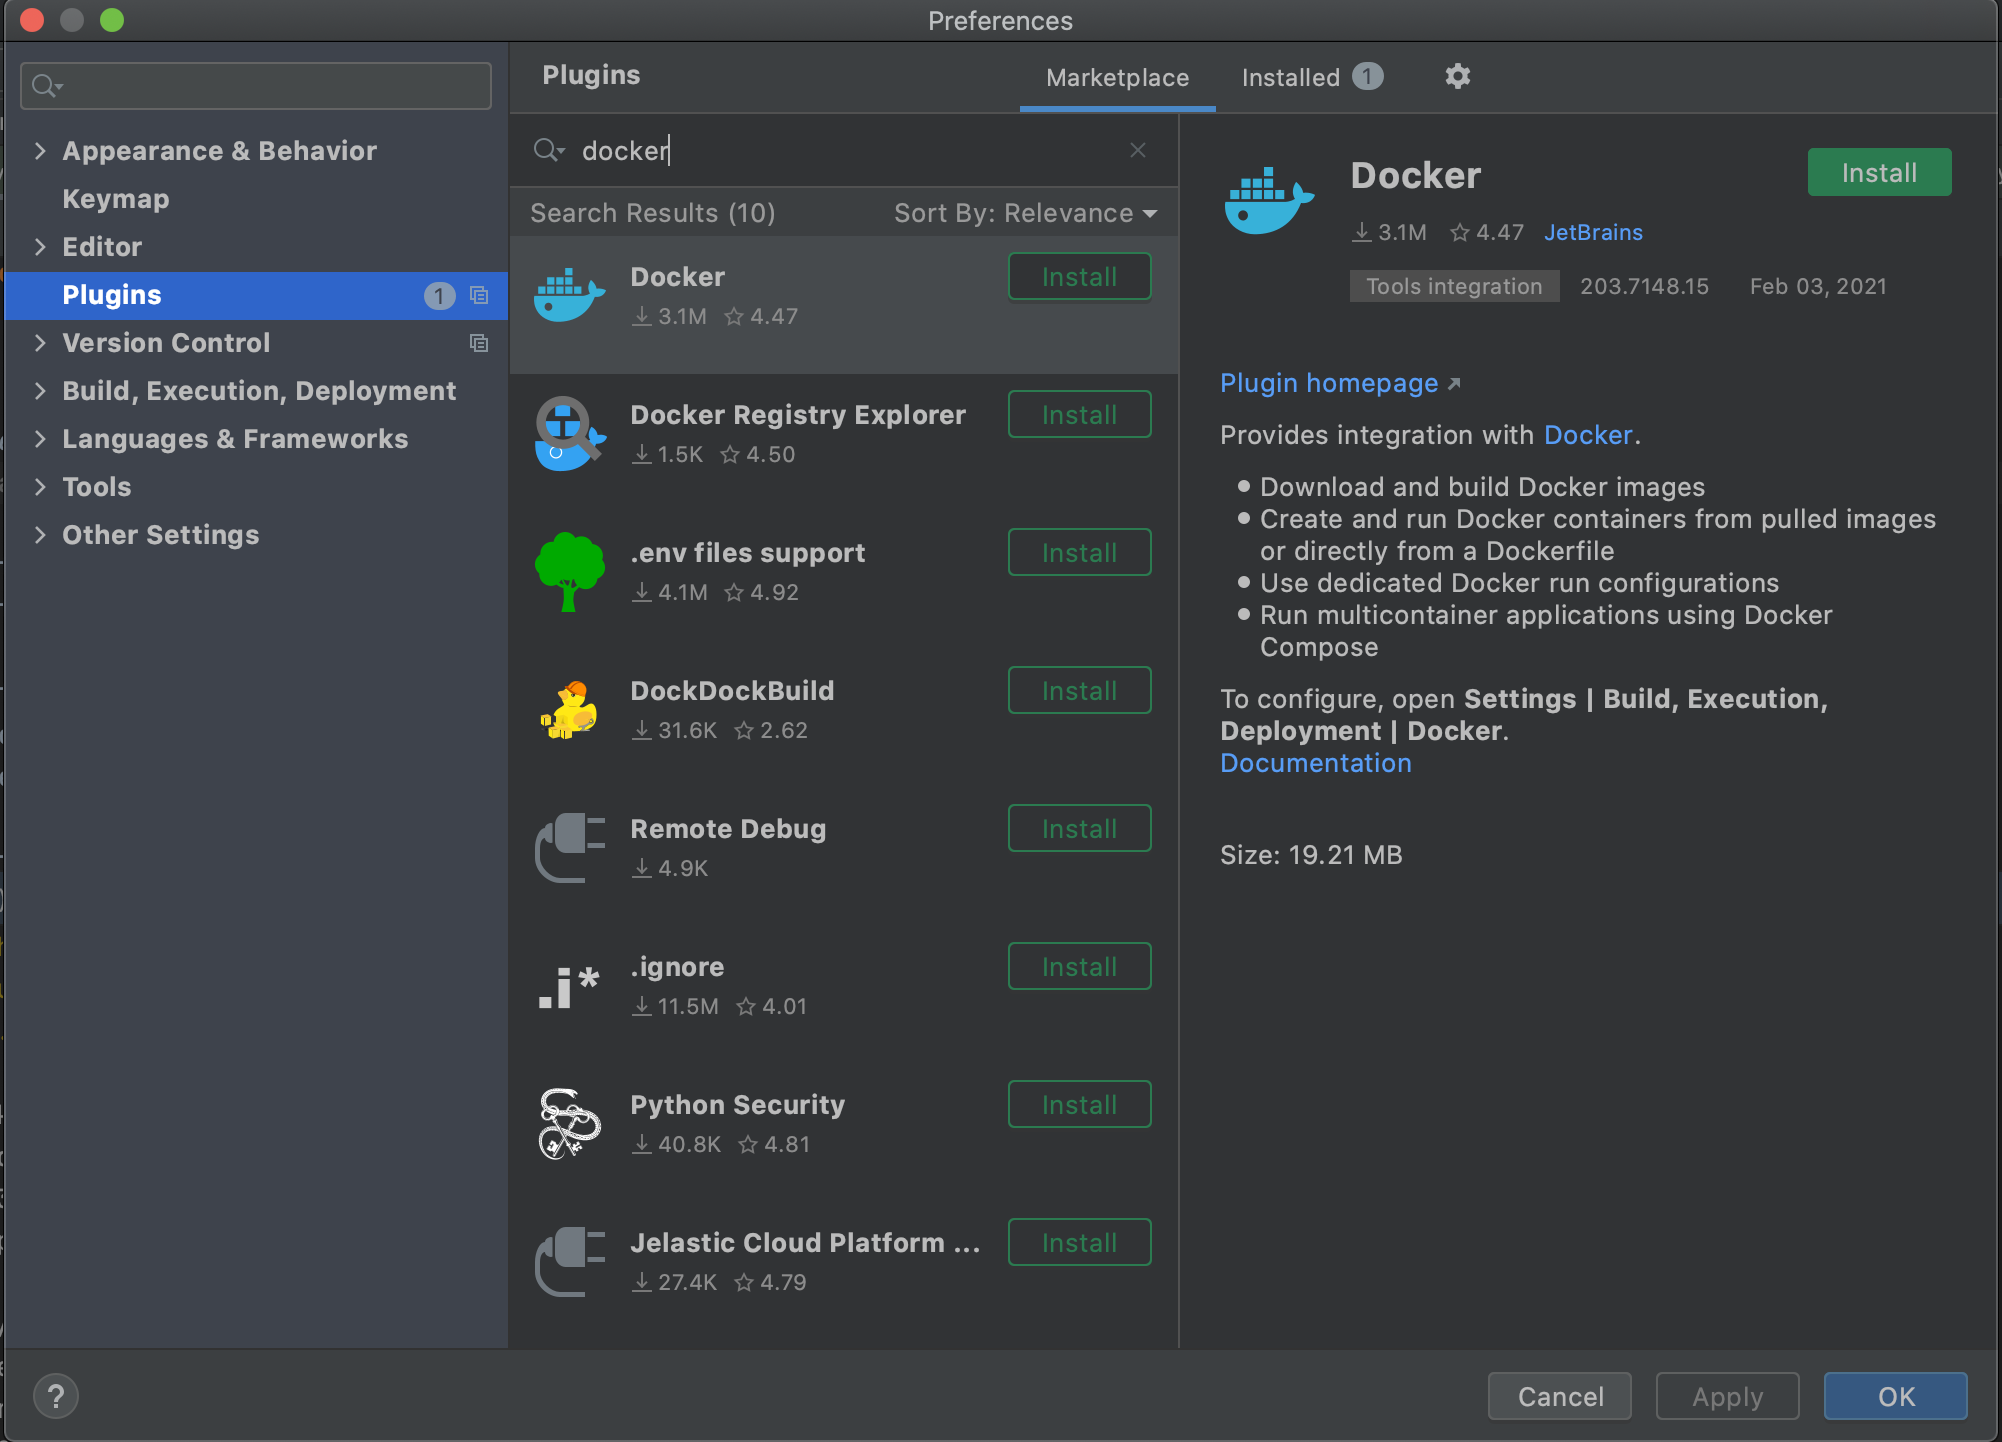 Preferences
Appearance & Behavior
Keymap
Editor
Plugins 1
Version Control
Build, Execution, Deployment
Languages & Frameworks
Tools
Other Settings
Plugins
Marketplace
Installed 1
docker
Search Results (10)
Sort By: Relevance
Docker
Install
3.1M 4.47
Docker Registry Explorer
Install
1.5K 4.50
.env files support
Install
4.1M 4.92
DockDockBuild
Install
31.6K 2.62
Remote Debug
Install
4.9K
.i*
.ignore
Install
11.5M 4.01
Python Security
Install
40.8K 4.81
Jelastic Cloud Platform ...
Install
27.4K 4.79
Docker
Install
3.1M 4.47 JetBrains
Tools integration 203.7148.15 Feb 03, 2021
Plugin homepage
Provides integration with Docker.
Download and build Docker images
Create and run Docker containers from pulled images
or directly from a Dockerfile
Use dedicated Docker run configurations
Run multicontainer applications using Docker
Compose
To configure, open Settings | Build, Execution,
Deployment | Docker.
Documentation
Size: 19.21 MB
?
Cancel
Apply
OK